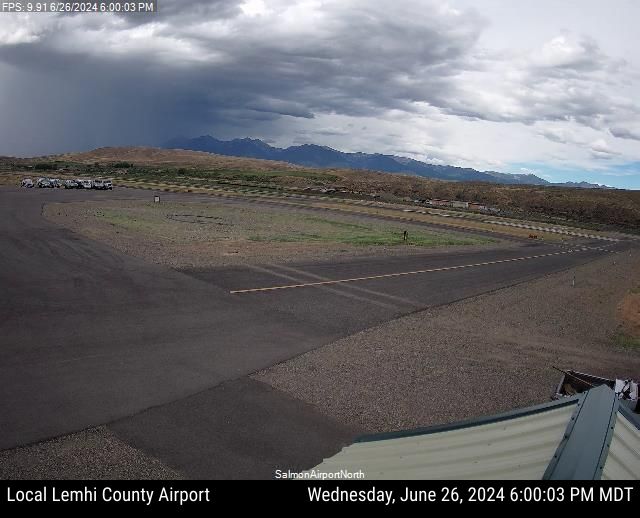 FPS: 9.91 6/26/2024 6:00:03 PM
SalmonAirportNorth
Local Lemhi County Airport Wednesday, June 26, 2024 6:00:03 PM MDT